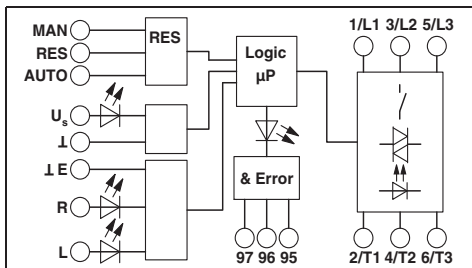 MAN
RES
AUTO
RES
U s
⊥
⊥ E
R
L
Logic
μP
& Error
97 96 95
1/L1 3/L2 5/L3
2/T1 4/T2 6/T3